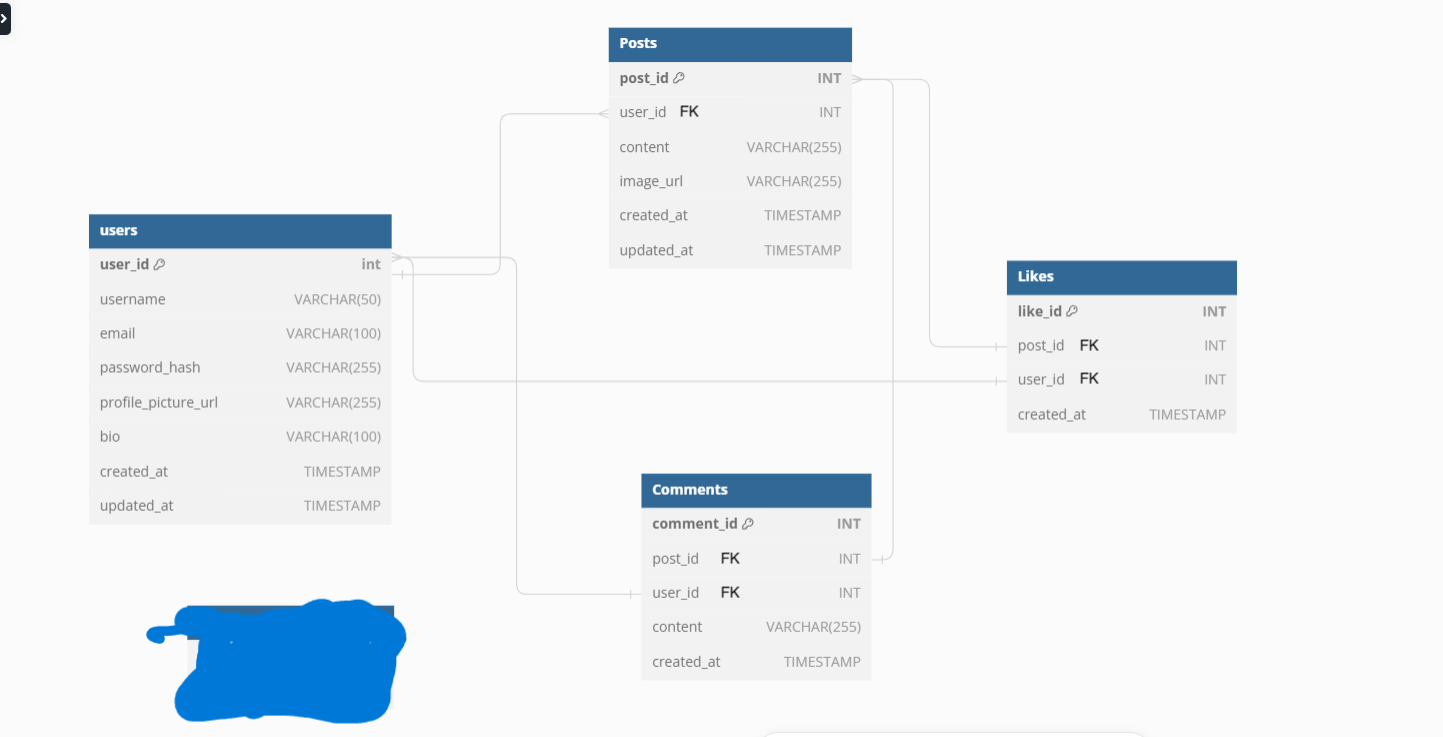 Posts
post_id INT
user_id FK INT
content VARCHAR(255)
image_url VARCHAR(255)
created_at TIMESTAMP
updated_at TIMESTAMP
users
user_id int
username VARCHAR(50)
email VARCHAR(100)
password_hash VARCHAR(255)
profile_picture_url VARCHAR(255)
bio VARCHAR(100)
created_at TIMESTAMP
updated_at TIMESTAMP
Likes
like_id INT
post_id FK INT
user_id FK INT
created_at TIMESTAMP
Comments
comment_id INT
post_id FK INT
user_id FK INT
content VARCHAR(255)
created_at TIMESTAMP